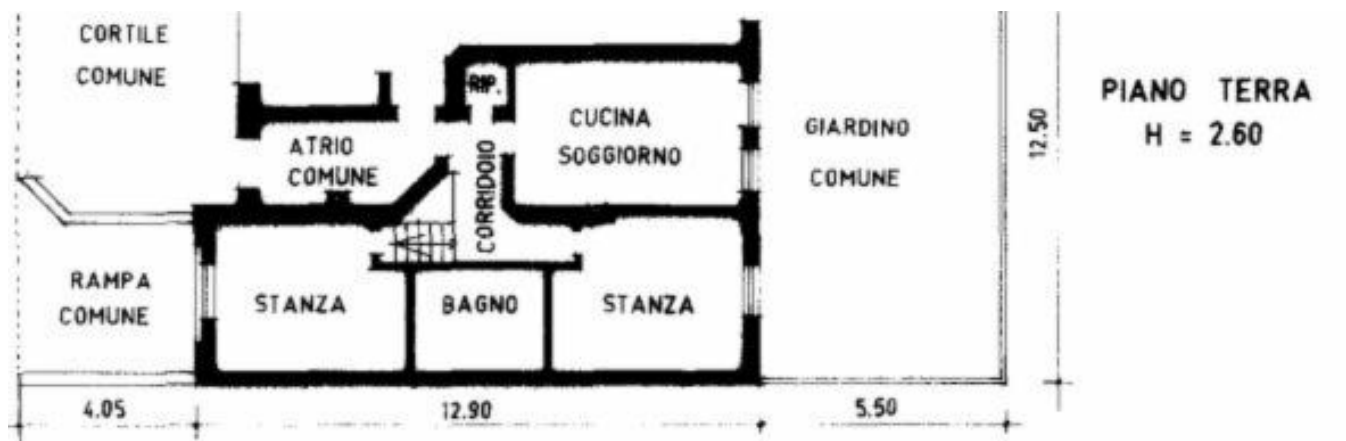 CORTILE
COMUNE
RIP.
PIANO TERRA
H = 2.60
CUCINA
SOGGIORNO
GIARDINO
COMUNE
12.50
ATRIO
COMUNE
CORRIDOIO
RAMPA
COMUNE
STANZA
BAGNO
STANZA
4.05
12.90
5.50